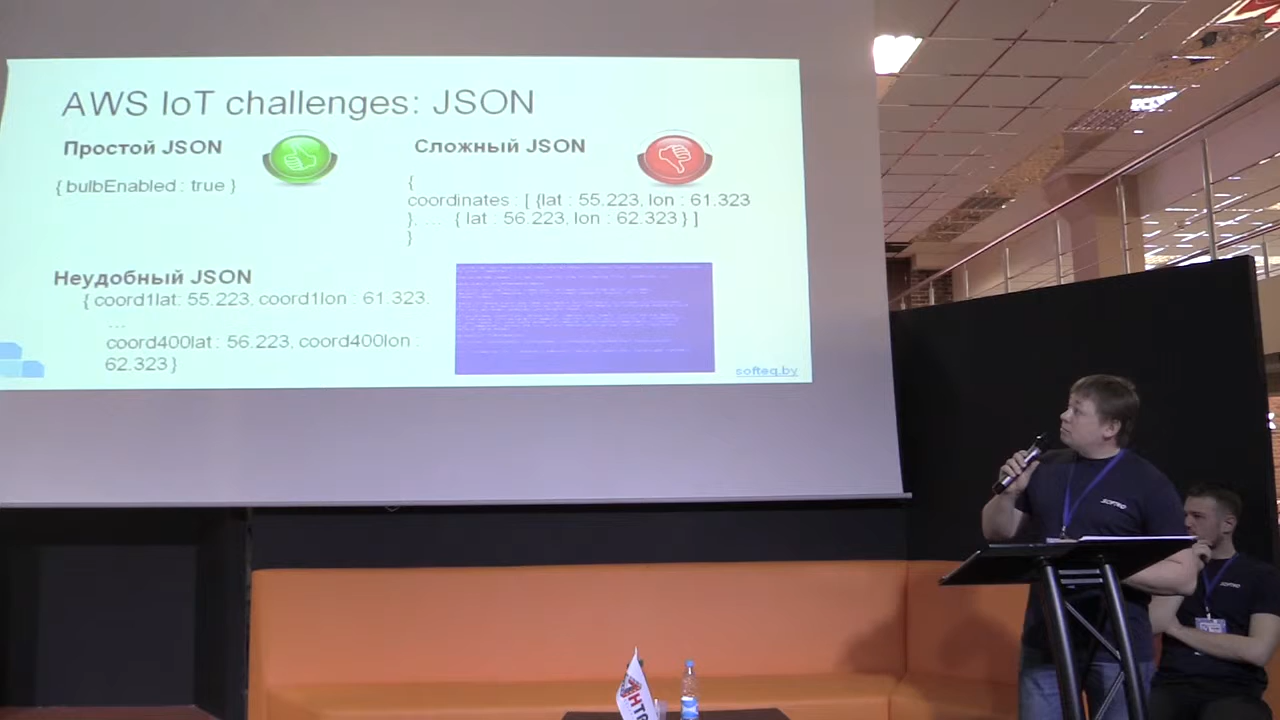 AWS IoT challenges: JSON
Простой JSON
{ bulbEnabled : true }
Сложный JSON
{
coordinates : [ {lat : 55.223, lon : 61.323
}, ... { lat : 56.223, lon : 62.323 } ]
}
Неудобный JSON
{ coord1lat: 55.223, coord1lon : 61.323,
...
coord400lat : 56.223, coord400lon :
62.323 }
softeq.by
SOFTEQ
SOFTEQ